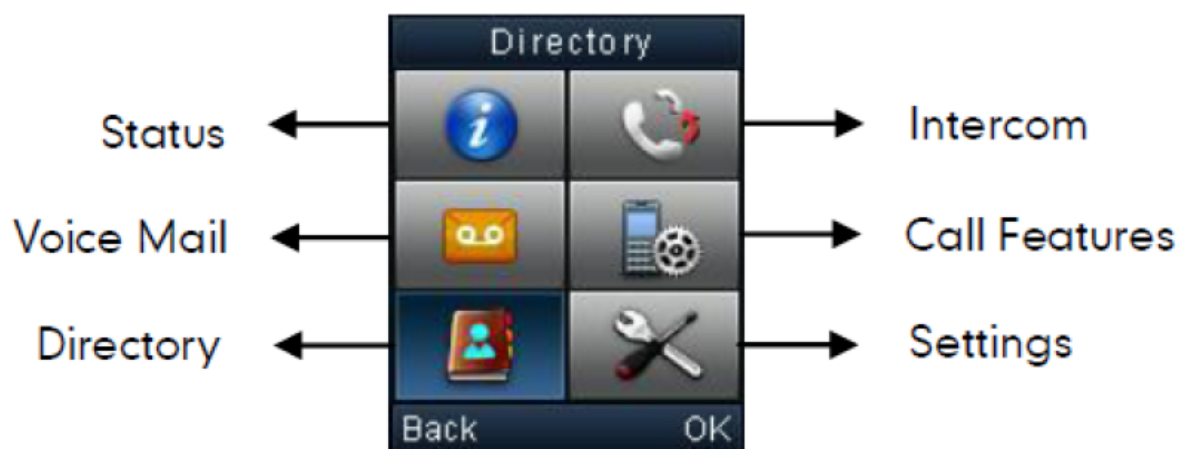 Directory
Status
Intercom
Voice Mail
Call Features
Directory
Settings
Back
OK